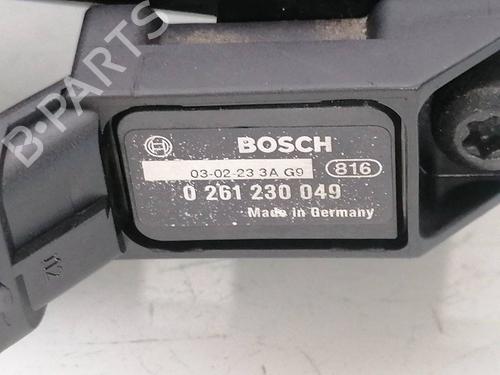 B-PARTS
BOSCH
03-02-23 3A G9
816
0 261 230 049
Made in Germany